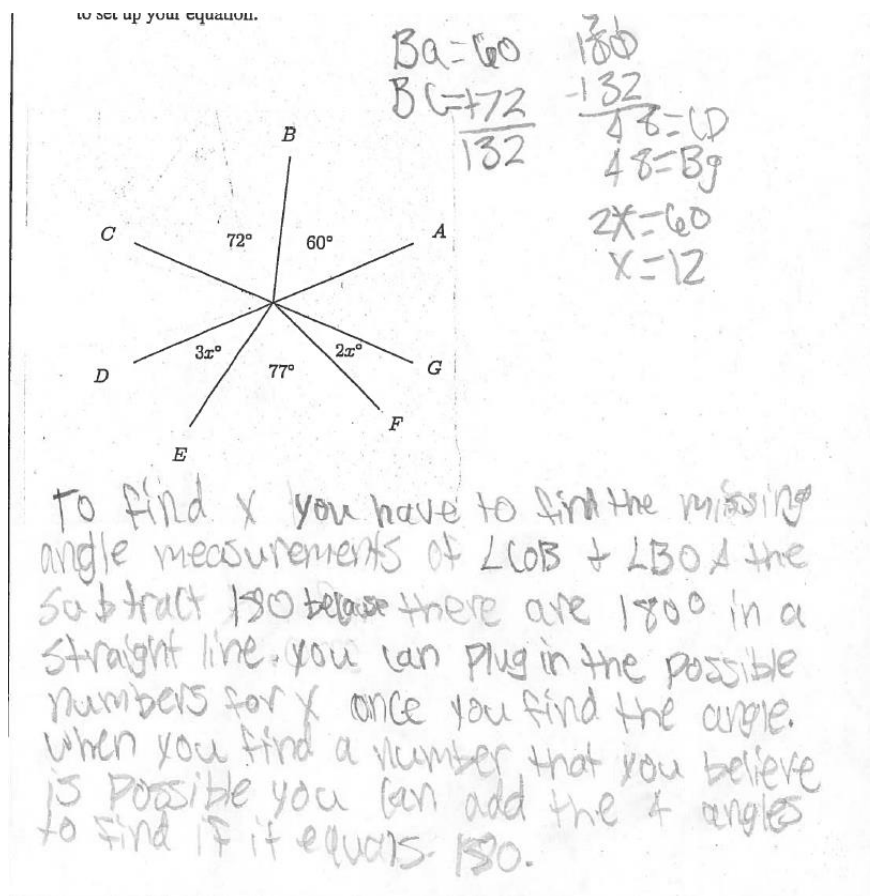 to set up your equation.
Ba=60
BC=+72
132
180
-132
48=CD
48=Bg
2x=60
x=12
B
C
72°
60°
A
3x°
2x°
D
77°
G
F
E
To find x you have to find the missing
angle measurements of ∠COB + ∠BOA the
subtract 180 because there are 180° in a
straight line. you can plug in the possible
numbers for x once you find the angle.
when you find a number that you believe
is possible you can add the 4 angles
to find if it equals 180.